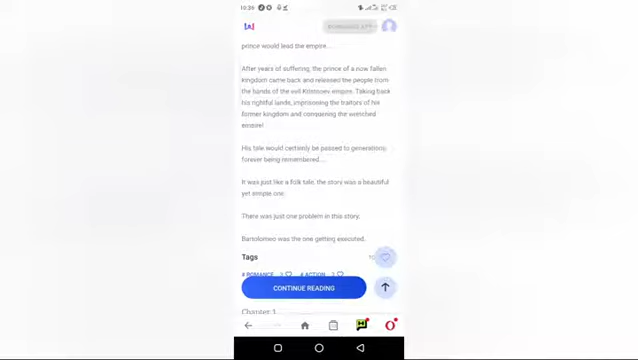 10:36
prince would lead the empire...
After years of suffering, the prince of a now fallen
kingdom came back and released the people from
the hands of the evil empire. Taking back
his rightful lands, imprisoning the traitors of his
former kingdom and conquering the wretched
empire!
His tale would certainly be passed to generations,
forever being remembered...
It was just like a folk tale, the story was a beautiful
yet simple one.
There was just one problem in this story.
Bartolomeo was the one getting executed.
Tags
# ROMANCE
# ACTION
CONTINUE READING
Chapter 1